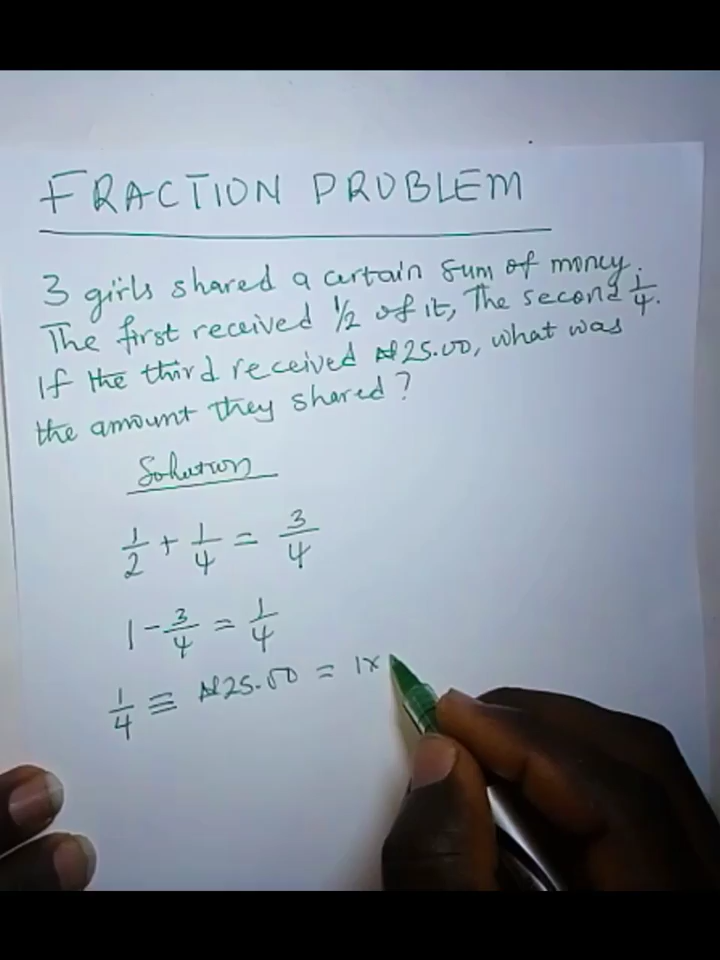 FRACTION PROBLEM
3 girls shared a certain sum of money.
The first received 1/2 of it, The second 1/4.
If the third received ₦25.00, what was
the amount they shared?
Solution
1/2 + 1/4 = 3/4
1 - 3/4 = 1/4
1/4 ≡ ₦25.00 = 1x